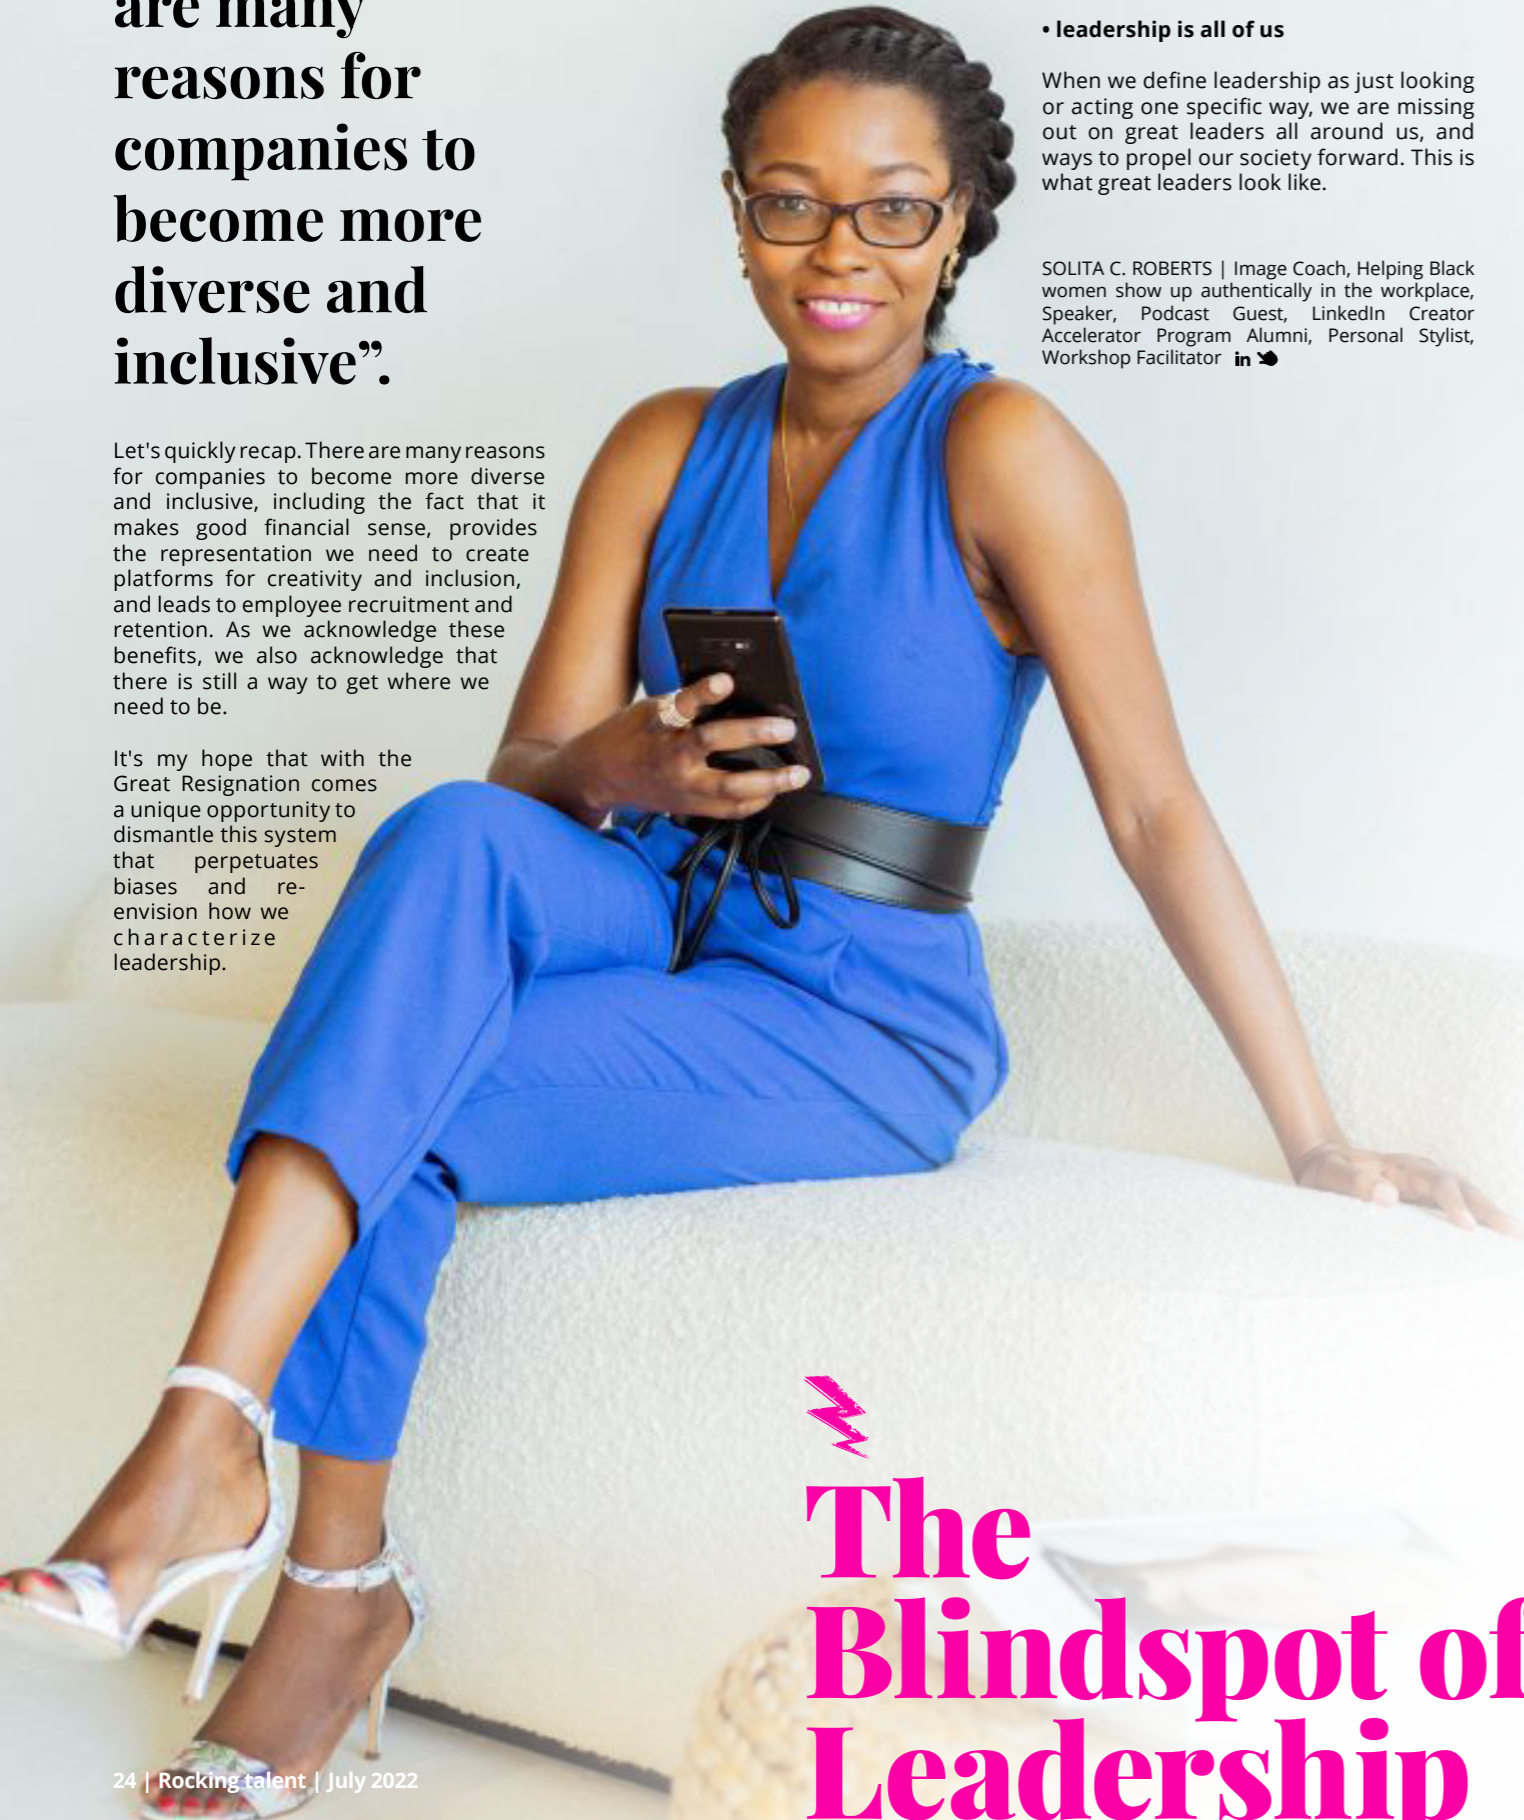 are many
reasons for
companies to
become more
diverse and
inclusive”.
Let's quickly recap. There are many reasons
for companies to become more diverse
and inclusive, including the fact that it
makes good financial sense, provides
the representation we need to create
platforms for creativity and inclusion,
and leads to employee recruitment and
retention. As we acknowledge these
benefits, we also acknowledge that
there is still a way to get where we
need to be.
It's my hope that with the
Great Resignation comes
a unique opportunity to
dismantle this system
that perpetuates
biases and re-
envision how we
characterize
leadership.
• leadership is all of us
When we define leadership as just looking
or acting one specific way, we are missing
out on great leaders all around us, and
ways to propel our society forward. This is
what great leaders look like.
SOLITA C. ROBERTS | Image Coach, Helping Black
women show up authentically in the workplace,
Speaker, Podcast Guest, LinkedIn Creator
Accelerator Program Alumni, Personal Stylist,
Workshop Facilitator in
The
Blindspot of
Leadership
24 | Rocking talent | July 2022